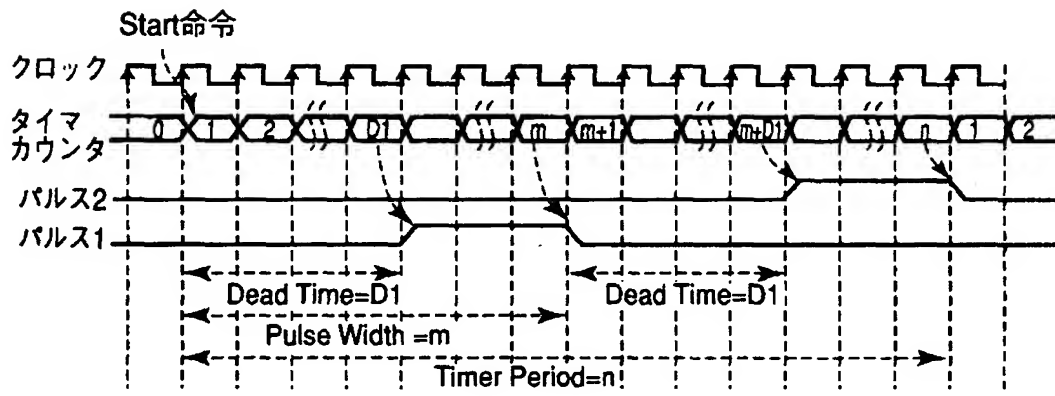 Start命令
クロック
タイマ
カウンタ
0 1 2 D1 m m+1 m+D1 n 1 2
パルス2
パルス1
Dead Time=D1 Dead Time=D1
Pulse Width =m
Timer Period=n